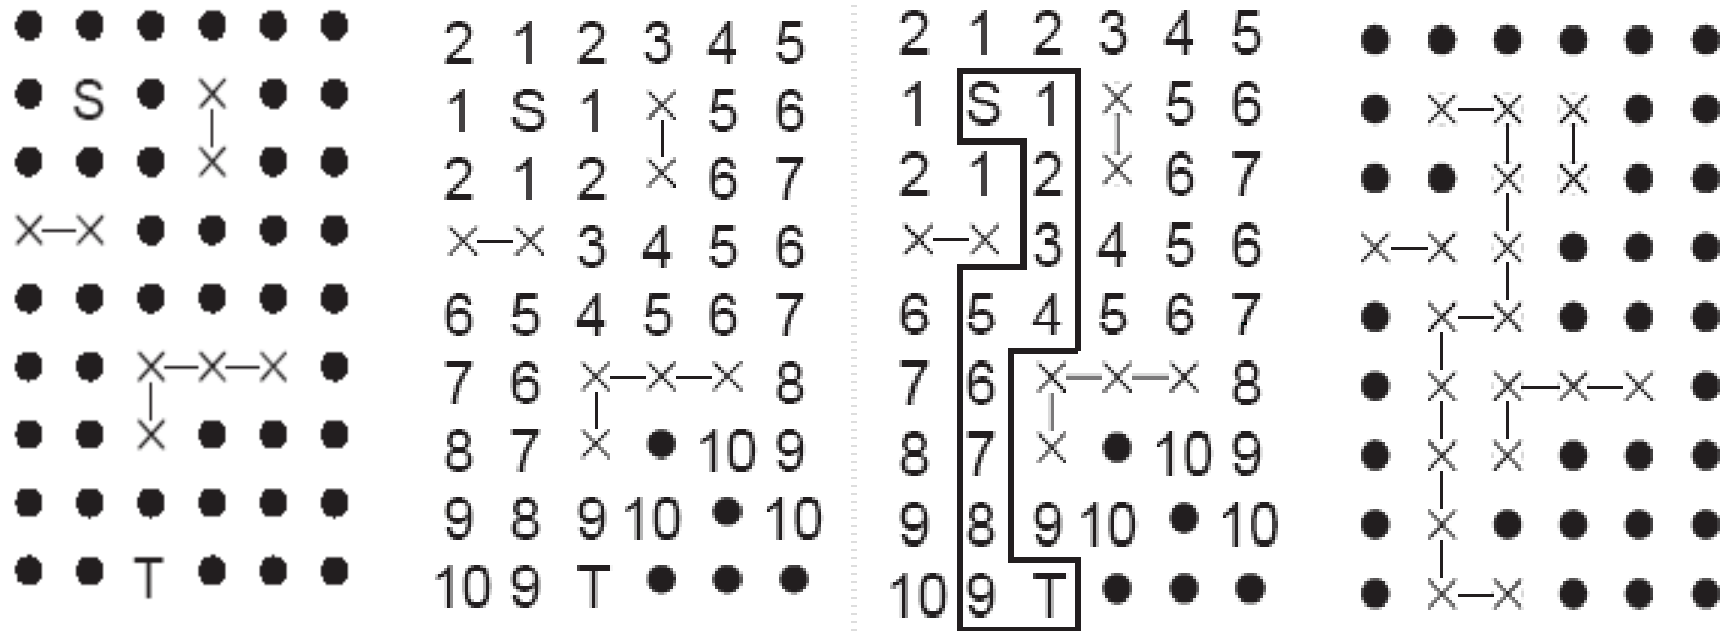 S ×
×
×—×
×—×—×
×
T
2 1 2 3 4 5
1 S 1 × 5 6
2 1 2 × 6 7
×—× 3 4 5 6
6 5 4 5 6 7
7 6 ×—×—× 8
8 7 × ● 10 9
9 8 9 10 ● 10
10 9 T ● ● ●
2 1 2 3 4 5
1 S 1 × 5 6
2 1 2 × 6 7
×—× 3 4 5 6
6 5 4 5 6 7
7 6 ×—×—× 8
8 7 × ● 10 9
9 8 9 10 ● 10
10 9 T ● ● ●
×—× ×
× ×
×—× ×
×—×
× ×—×—×
× ×
×
×—×